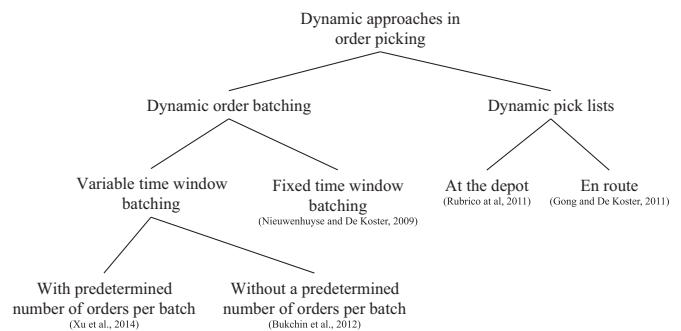 Dynamic approaches in
order picking
Dynamic order batching
Dynamic pick lists
Variable time window
batching
Fixed time window
batching
(Nieuwenhuyse and De Koster, 2009)
At the depot
(Rubrico at al, 2011)
En route
(Gong and De Koster, 2011)
With predetermined
number of orders per batch
(Xu et al., 2014)
Without a predetermined
number of orders per batch
(Bukchin et al., 2012)